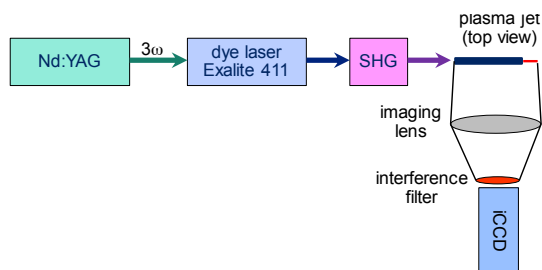 plasma jet
(top view)
Nd:YAG
3ω
dye laser
Exalite 411
SHG
imaging
lens
interference
filter
iCCD